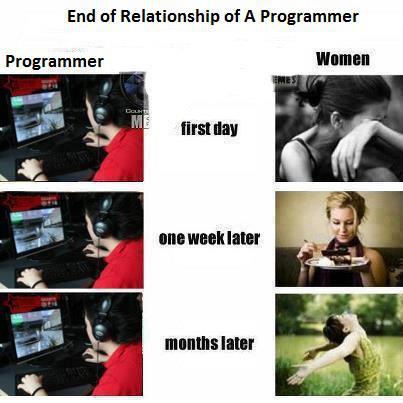 End of Relationship of A Programmer
Programmer
Women
first day
one week later
months later